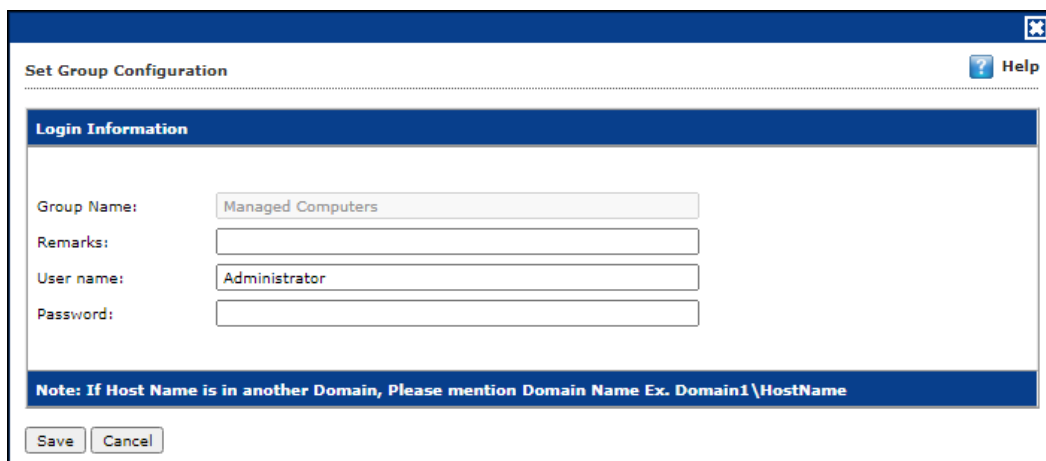 Set Group Configuration
? Help
Login Information
Group Name: Managed Computers
Remarks:
User name: Administrator
Password:
Note: If Host Name is in another Domain, Please mention Domain Name Ex. Domain1\HostName
Save Cancel